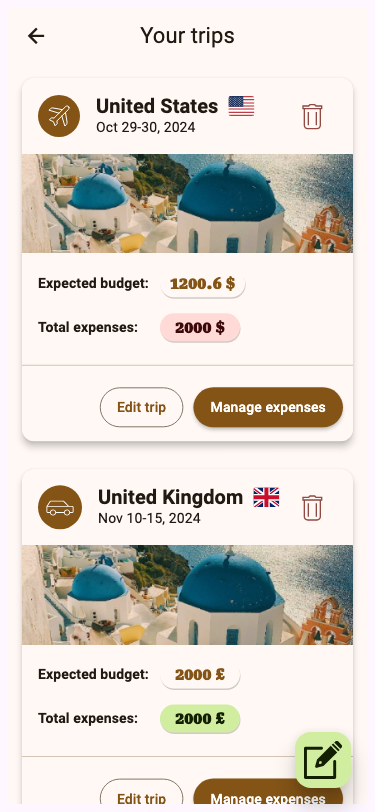 Your trips
United States
Oct 29-30, 2024
Expected budget: 1200.6 $
Total expenses: 2000 $
Edit trip Manage expenses
United Kingdom
Nov 10-15, 2024
Expected budget: 2000 £
Total expenses: 2000 £
Edit trip Manage expenses